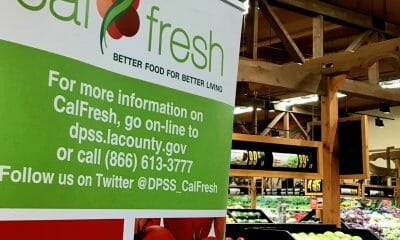 cal fresh
BETTER FOOD FOR BETTER LIVING
For more information on
CalFresh, go on-line to
dpss.lacounty.gov
or call (866) 613-3777
Follow us on Twitter @DPSS_CalFresh